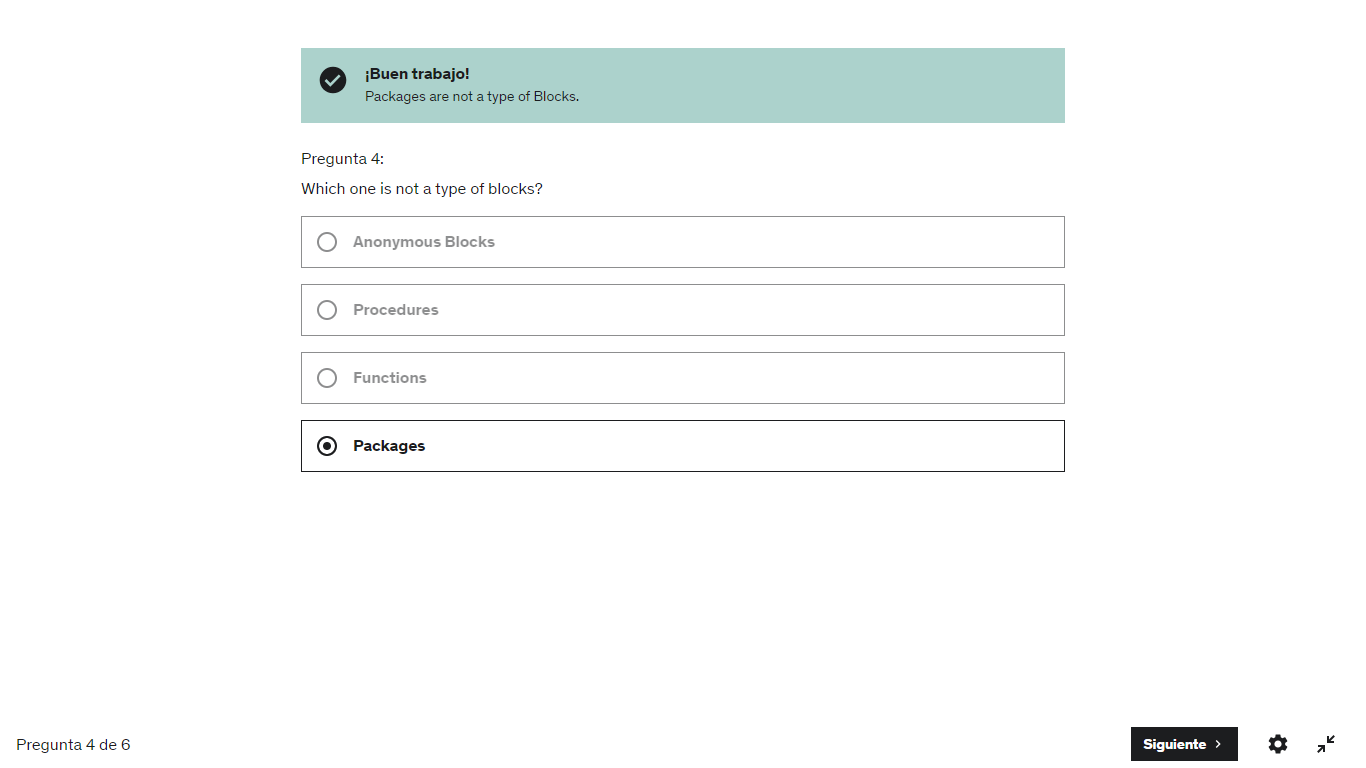 ¡Buen trabajo!
Packages are not a type of Blocks.
Pregunta 4:
Which one is not a type of blocks?
Anonymous Blocks
Procedures
Functions
Packages
Pregunta 4 de 6
Siguiente